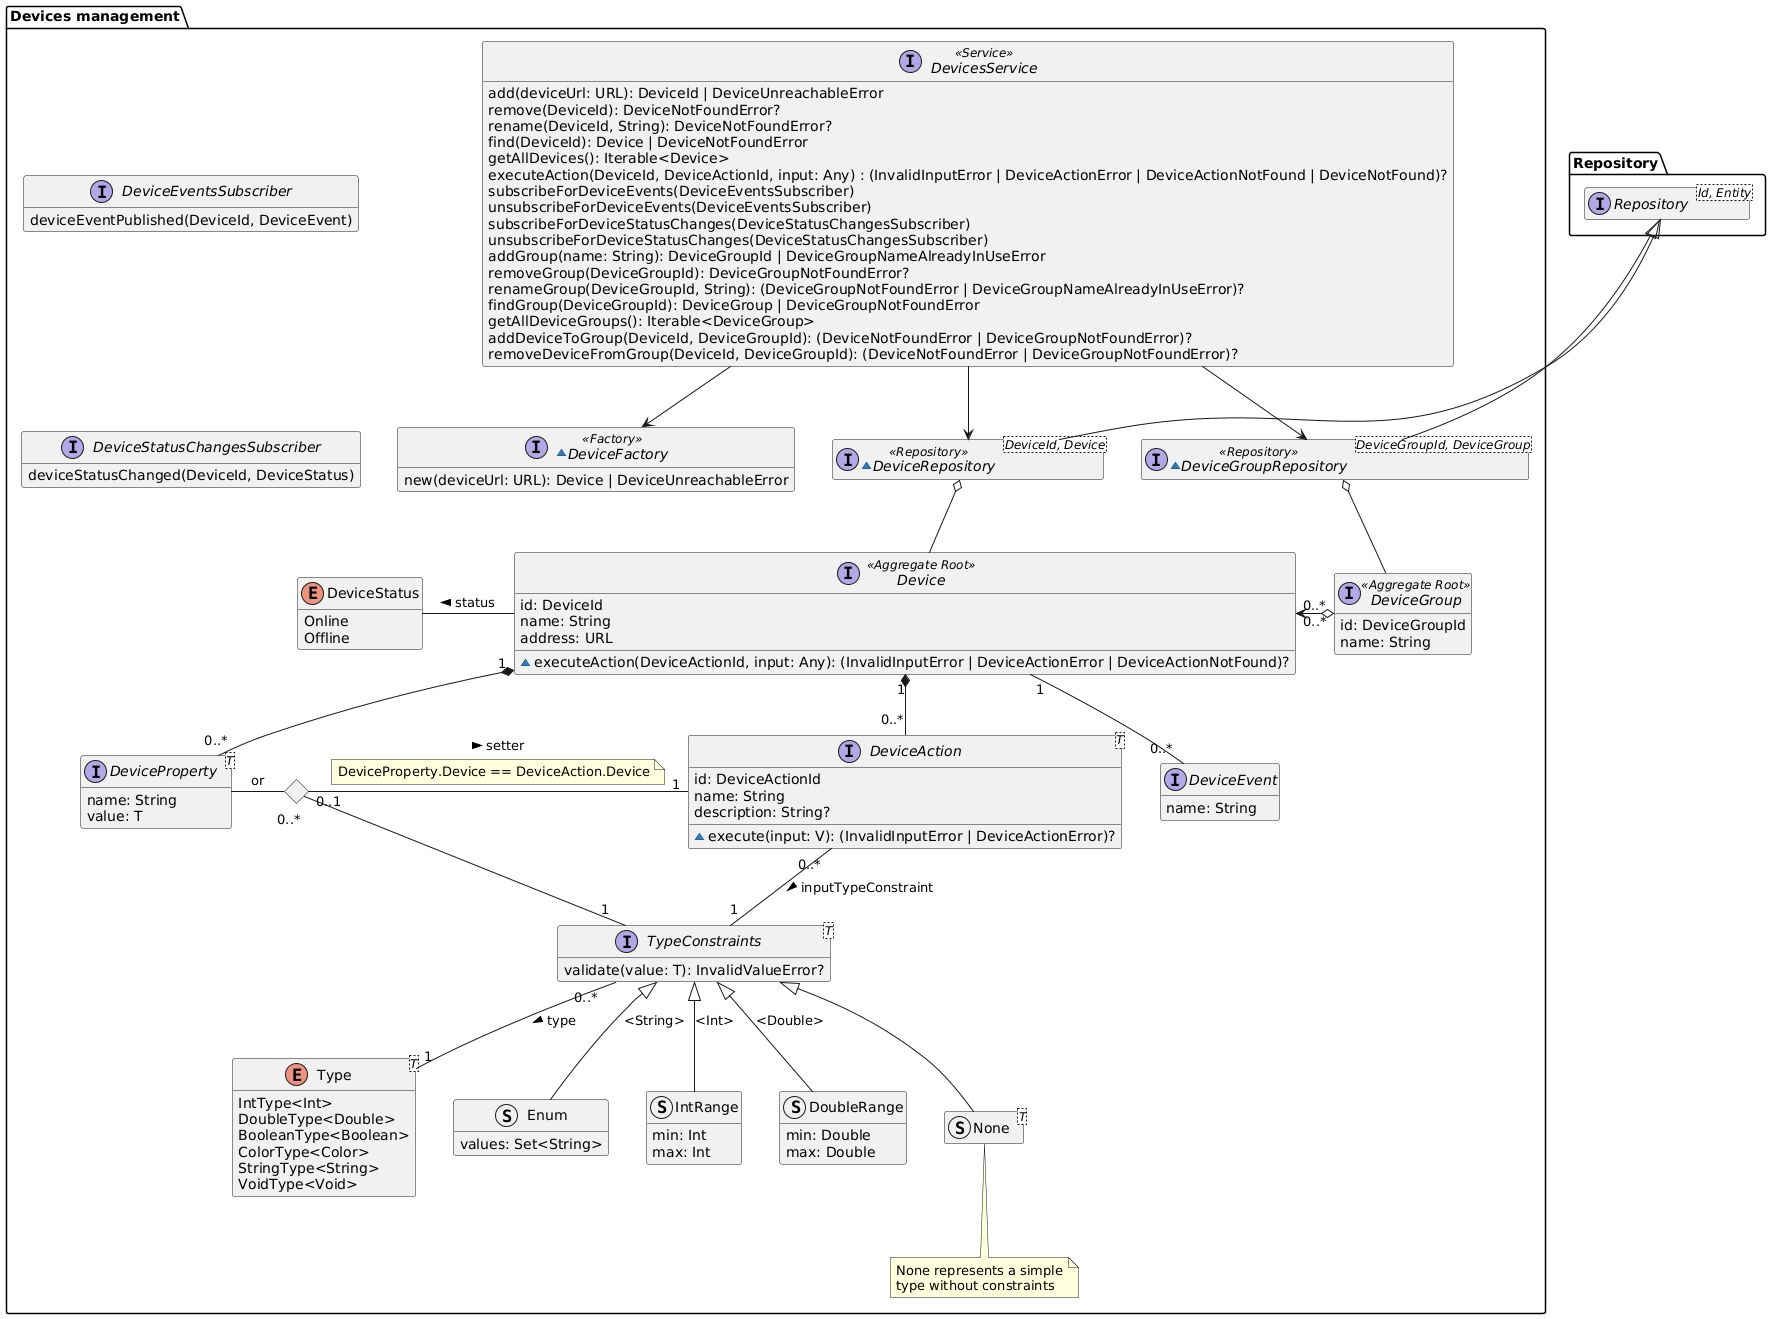 Devices management
I
«Service»
DevicesService
add(deviceUrl: URL): DeviceId | DeviceUnreachableError
remove(DeviceId): DeviceNotFoundError?
rename(DeviceId, String): DeviceNotFoundError?
find(DeviceId): Device | DeviceNotFoundError
getAllDevices(): Iterable<Device>
executeAction(DeviceId, DeviceActionId, input: Any) : (InvalidInputError | DeviceActionError | DeviceActionNotFound | DeviceNotFound)?
subscribeForDeviceEvents(DeviceEventsSubscriber)
unsubscribeForDeviceEvents(DeviceEventsSubscriber)
subscribeForDeviceStatusChanges(DeviceStatusChangesSubscriber)
unsubscribeForDeviceStatusChanges(DeviceStatusChangesSubscriber)
addGroup(name: String): DeviceGroupId | DeviceGroupNameAlreadyInUseError
removeGroup(DeviceGroupId): DeviceGroupNotFoundError?
renameGroup(DeviceGroupId, String): (DeviceGroupNotFoundError | DeviceGroupNameAlreadyInUseError)?
findGroup(DeviceGroupId): DeviceGroup | DeviceGroupNotFoundError
getAllDeviceGroups(): Iterable<DeviceGroup>
addDeviceToGroup(DeviceId, DeviceGroupId): (DeviceNotFoundError | DeviceGroupNotFoundError)?
removeDeviceFromGroup(DeviceId, DeviceGroupId): (DeviceNotFoundError | DeviceGroupNotFoundError)?
I DeviceEventsSubscriber
deviceEventPublished(DeviceId, DeviceEvent)
Repository
I Repository
Id, Entity
I DeviceStatusChangesSubscriber
deviceStatusChanged(DeviceId, DeviceStatus)
I
«Factory»
DeviceFactory
new(deviceUrl: URL): Device | DeviceUnreachableError
I
«Repository»
DeviceRepository
DeviceId, Device
I
«Repository»
DeviceGroupRepository
DeviceGroupId, DeviceGroup
E DeviceStatus
Online
Offline
status
I
«Aggregate Root»
Device
id: DeviceId
name: String
address: URL
executeAction(DeviceActionId, input: Any): (InvalidInputError | DeviceActionError | DeviceActionNotFound)?
0..*
0..*
I
«Aggregate Root»
DeviceGroup
id: DeviceGroupId
name: String
1
1
1
0..*
0..*
0..*
I DeviceProperty
T
name: String
value: T
or
setter
DeviceProperty.Device == DeviceAction.Device
0..1
1
0..*
I DeviceAction
T
id: DeviceActionId
name: String
description: String?
execute(input: V): (InvalidInputError | DeviceActionError)?
I DeviceEvent
name: String
0..*
inputTypeConstraint
1
1
I TypeConstraints
T
validate(value: T): InvalidValueError?
0..*
type
1
<String>
<Int>
<Double>
E Type
T
IntType<Int>
DoubleType<Double>
BooleanType<Boolean>
ColorType<Color>
StringType<String>
VoidType<Void>
S Enum
values: Set<String>
S IntRange
min: Int
max: Int
S DoubleRange
min: Double
max: Double
S None
T
None represents a simple
type without constraints